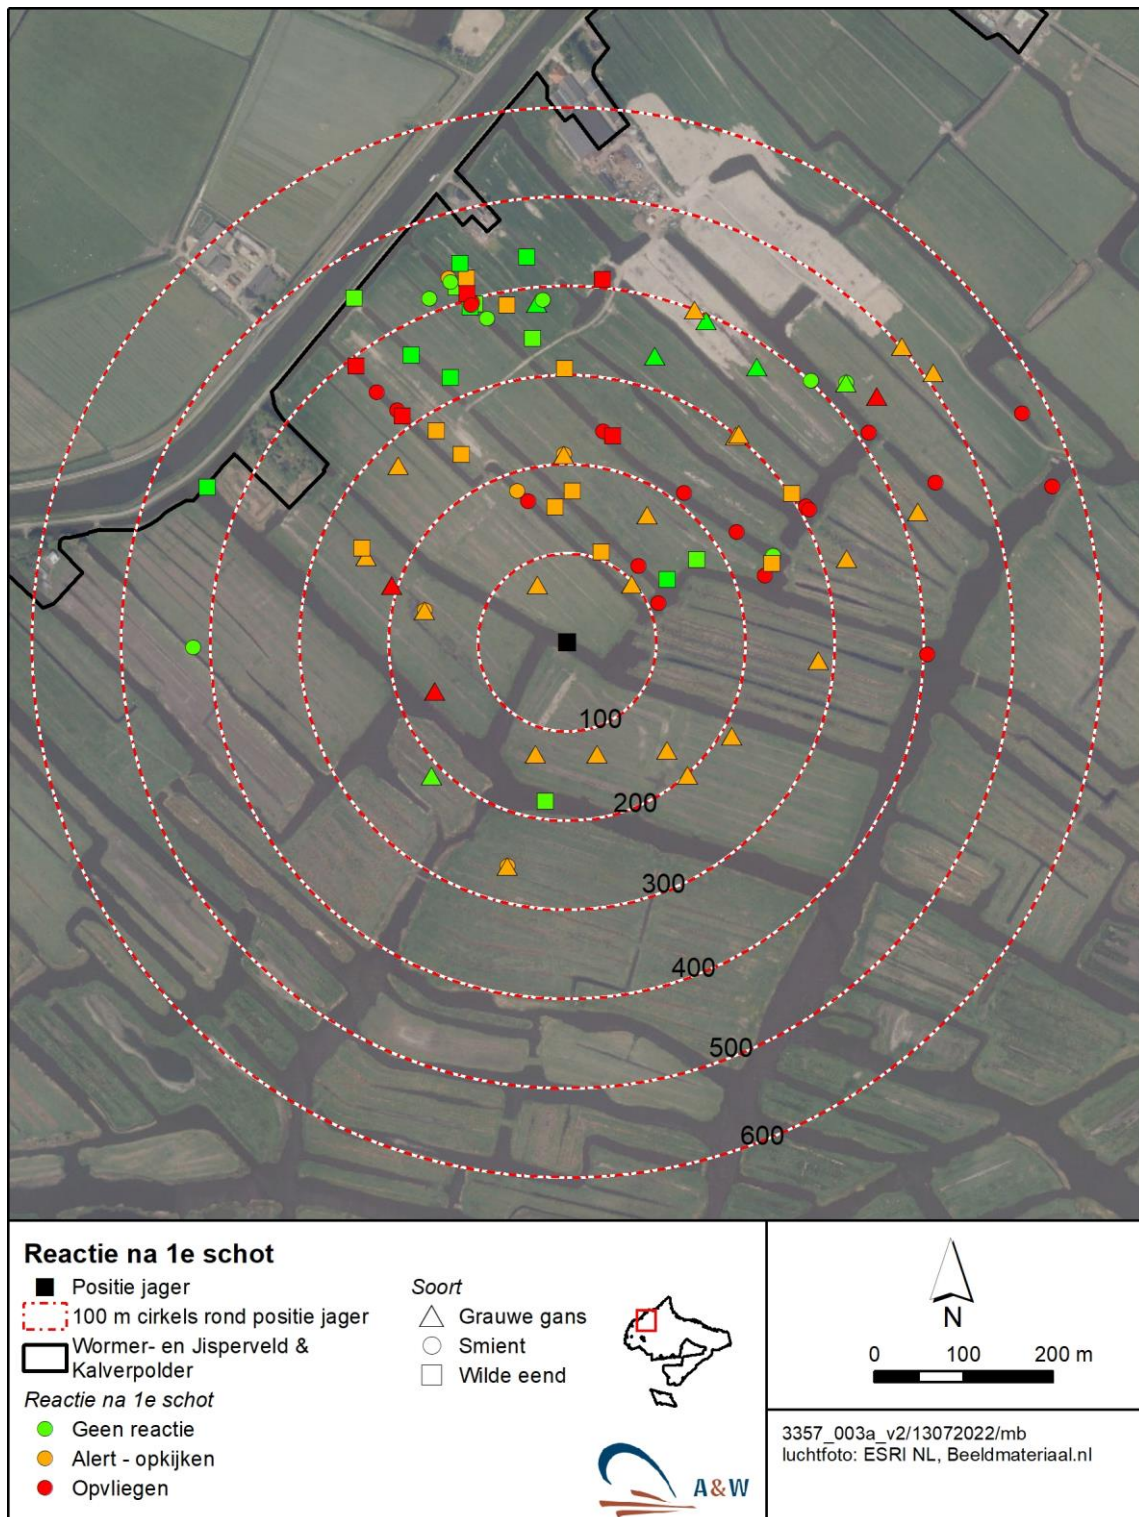 100
200
300
400
500
600
Reactie na 1e schot
Positie jager
100 m cirkels rond positie jager
Wormer- en Jisperveld &
Kalverpolder
Reactie na 1e schot
Geen reactie
Alert - opkijken
Opvliegen
Soort
Grauwe gans
Smient
Wilde eend
A&W
N
0 100 200 m
3357_003a_v2/13072022/mb
luchtfoto: ESRI NL, Beeldmateriaal.nl